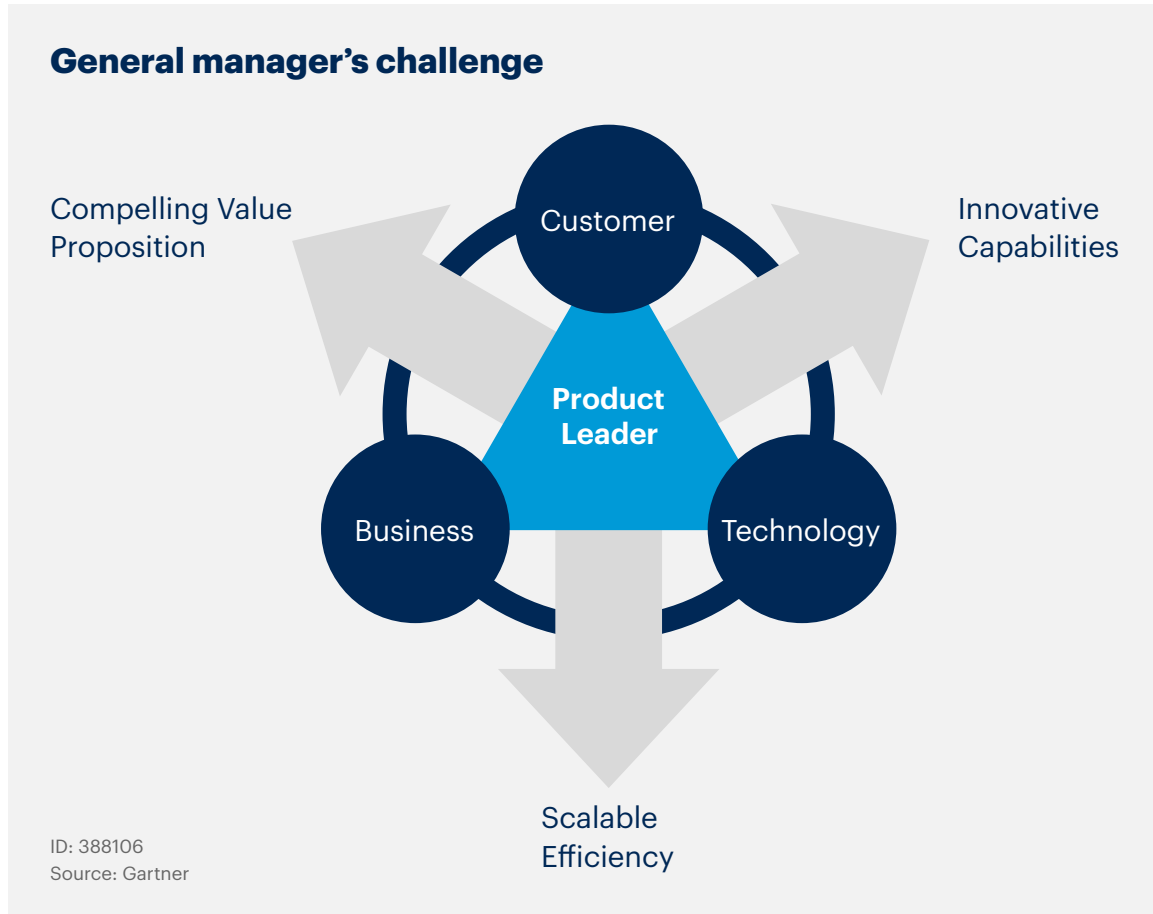 General manager’s challenge
Customer
Compelling Value
Proposition
Innovative
Capabilities
Product
Leader
Business
Technology
Scalable
Efficiency
ID: 388106
Source: Gartner